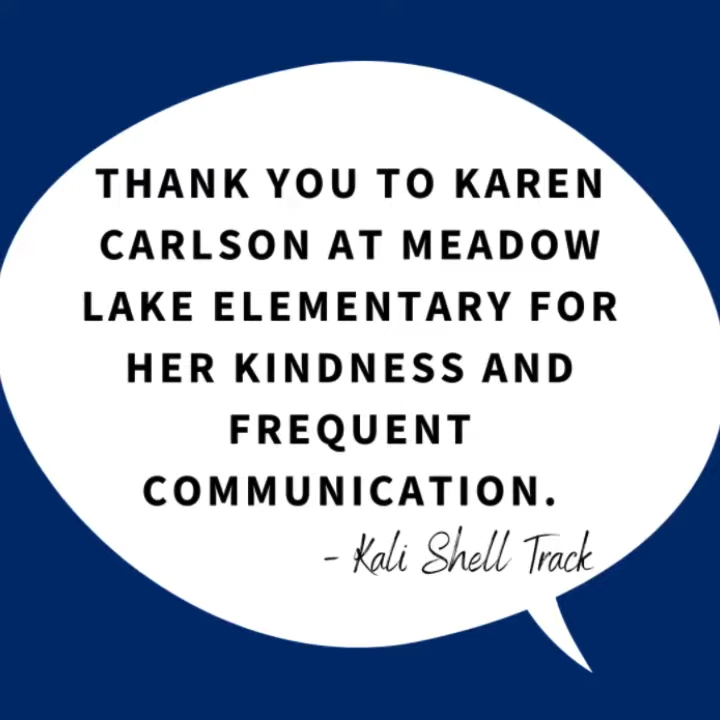 THANK YOU TO KAREN
CARLSON AT MEADOW
LAKE ELEMENTARY FOR
HER KINDNESS AND
FREQUENT
COMMUNICATION.
- Kali Shell Track